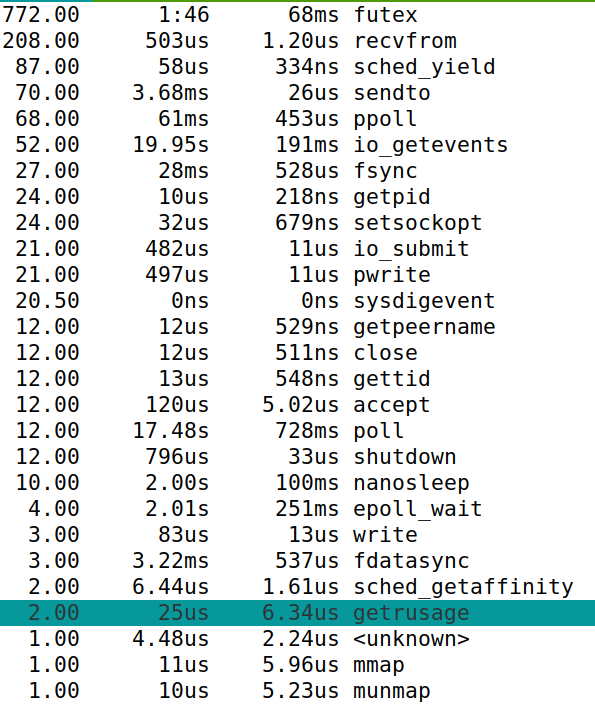 772.00 1:46 68ms futex
208.00 503us 1.20us recvfrom
87.00 58us 334ns sched_yield
70.00 3.68ms 26us sendto
68.00 61ms 453us ppoll
52.00 19.95s 191ms io_getevents
27.00 28ms 528us fsync
24.00 10us 218ns getpid
24.00 32us 679ns setsockopt
21.00 482us 11us io_submit
21.00 497us 11us pwrite
20.50 0ns 0ns sysdigevent
12.00 12us 529ns getpeername
12.00 12us 511ns close
12.00 13us 548ns gettid
12.00 120us 5.02us accept
12.00 17.48s 728ms poll
12.00 796us 33us shutdown
10.00 2.00s 100ms nanosleep
4.00 2.01s 251ms epoll_wait
3.00 83us 13us write
3.00 3.22ms 537us fdatasync
2.00 6.44us 1.61us sched_getaffinity
2.00 25us 6.34us getrusage
1.00 4.48us 2.24us <unknown>
1.00 11us 5.96us mmap
1.00 10us 5.23us munmap